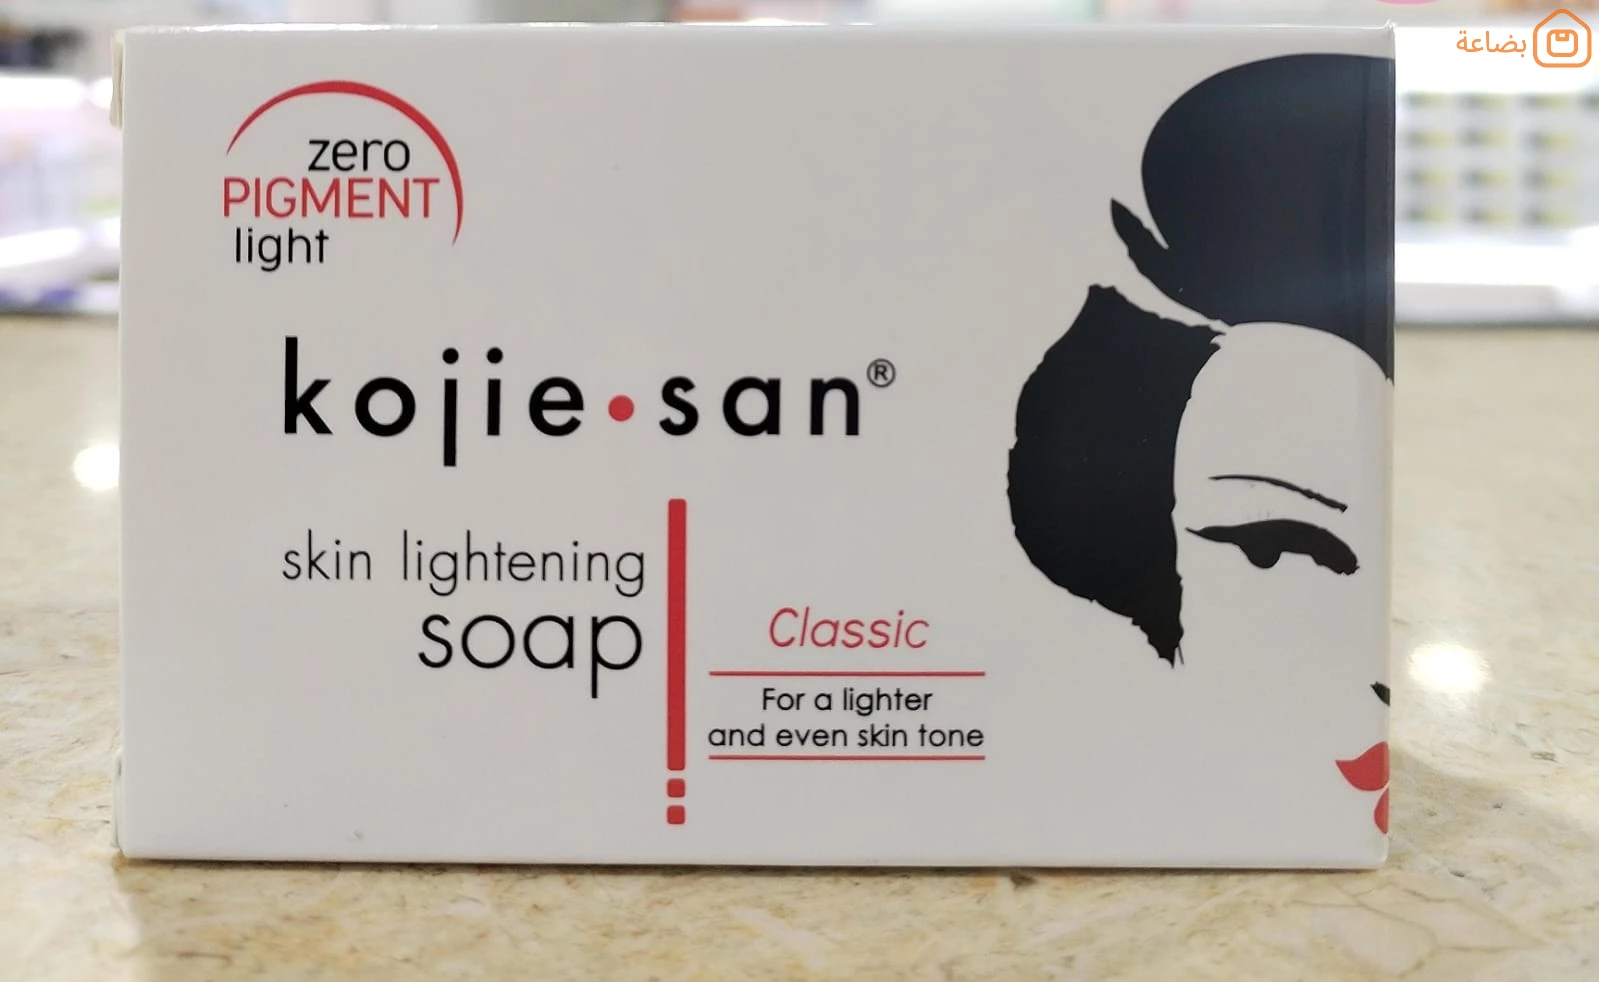 بضاعة
zero
PIGMENT
light
kojie•san®
skin lightening
soap
Classic
For a lighter
and even skin tone